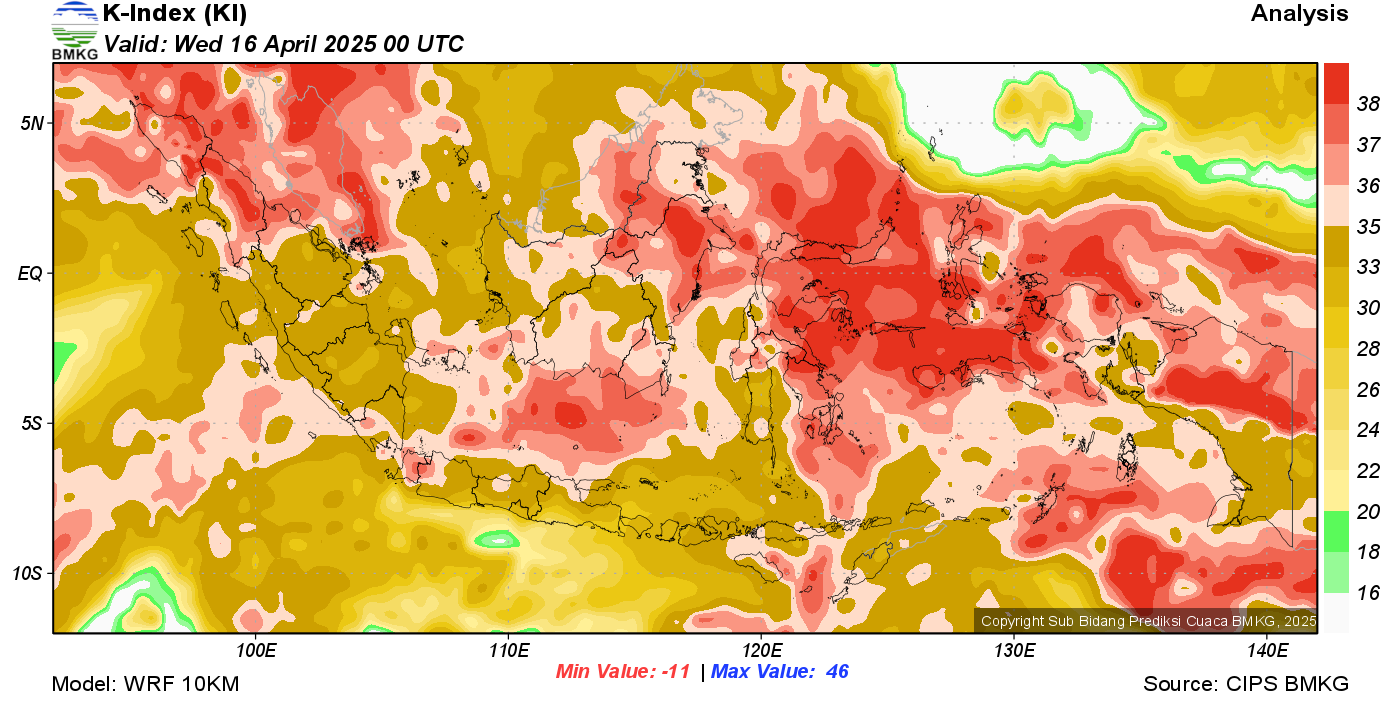 K-Index (KI)
Analysis
BMKG
Valid: Wed 16 April 2025 00 UTC
5N
EQ
5S
10S
38
37
36
35
33
30
28
26
24
22
20
18
16
Copyright Sub Bidang Prediksi Cuaca BMKG, 2025
100E
110E
120E
130E
140E
Min Value: -11 | Max Value: 46
Model: WRF 10KM
Source: CIPS BMKG